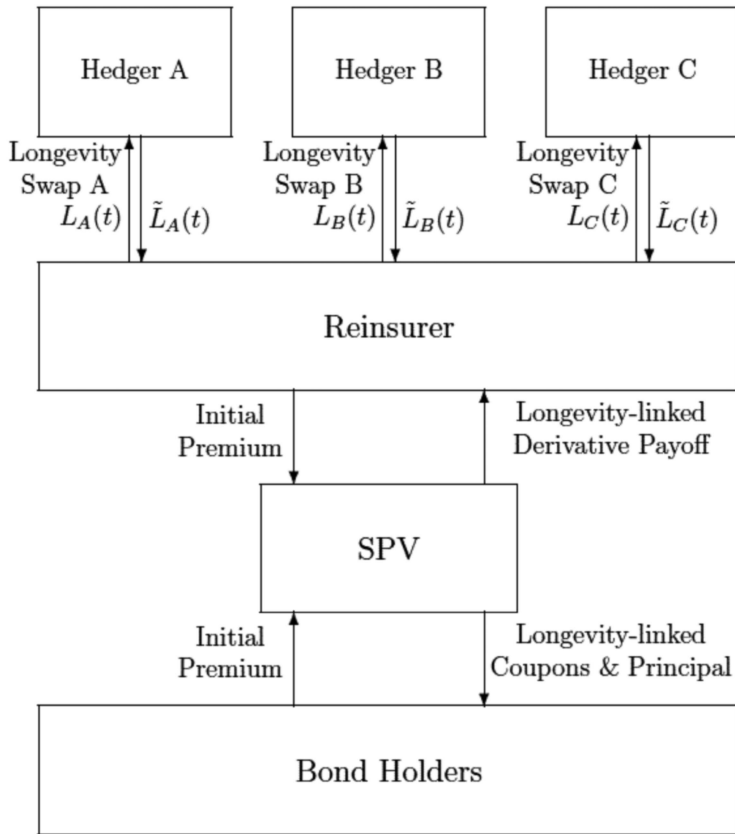 Hedger A
Hedger B
Hedger C
Longevity
Swap A
L_A(t)
L̃_A(t)
Longevity
Swap B
L_B(t)
L̃_B(t)
Longevity
Swap C
L_C(t)
L̃_C(t)
Reinsurer
Initial
Premium
Longevity-linked
Derivative Payoff
SPV
Initial
Premium
Longevity-linked
Coupons & Principal
Bond Holders